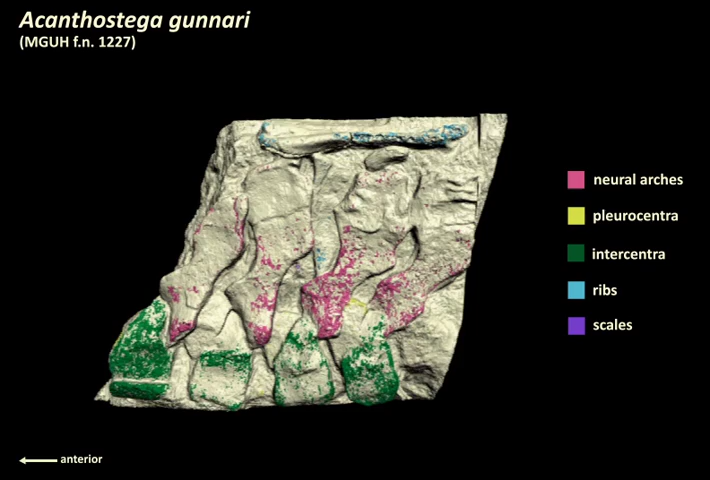 Acanthostega gunnari
(MGUH f.n. 1227)
neural arches
pleurocentra
intercentra
ribs
scales
anterior